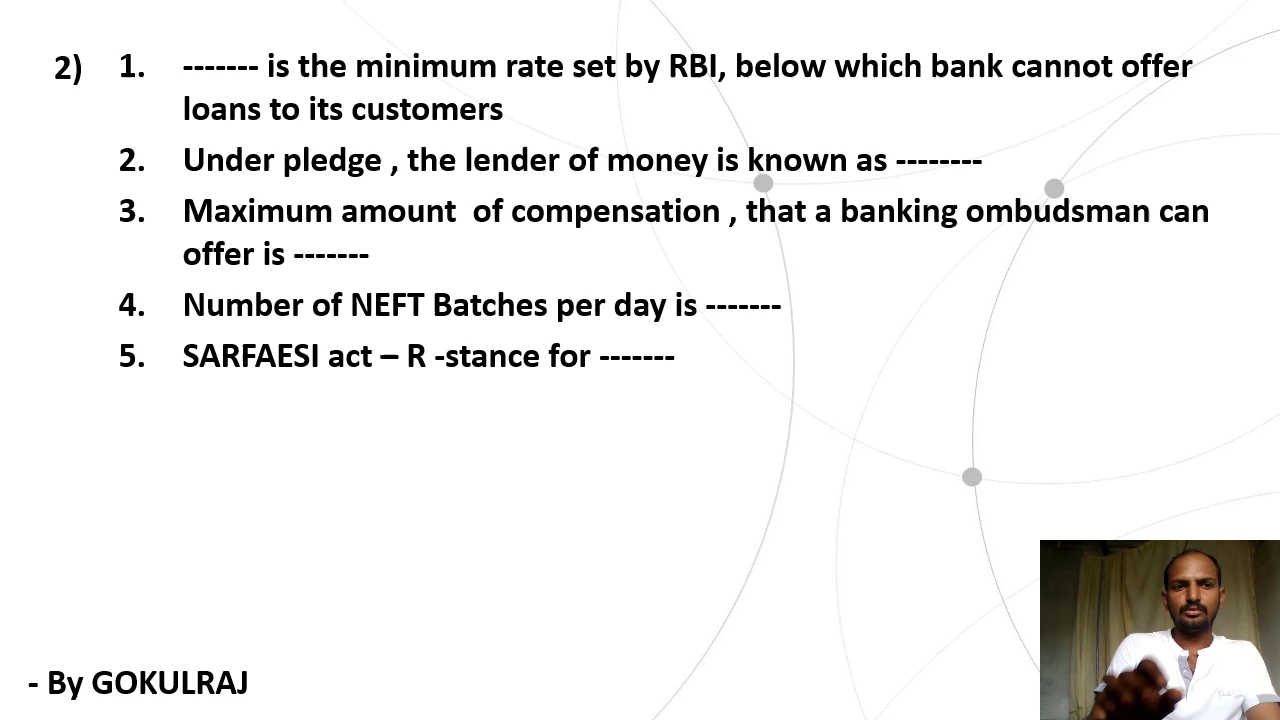 2) 1. ------- is the minimum rate set by RBI, below which bank cannot offer
loans to its customers
2. Under pledge , the lender of money is known as --------
3. Maximum amount  of compensation , that a banking ombudsman can
offer is -------
4. Number of NEFT Batches per day is -------
5. SARFAESI act – R -stance for -------
- By GOKULRAJ